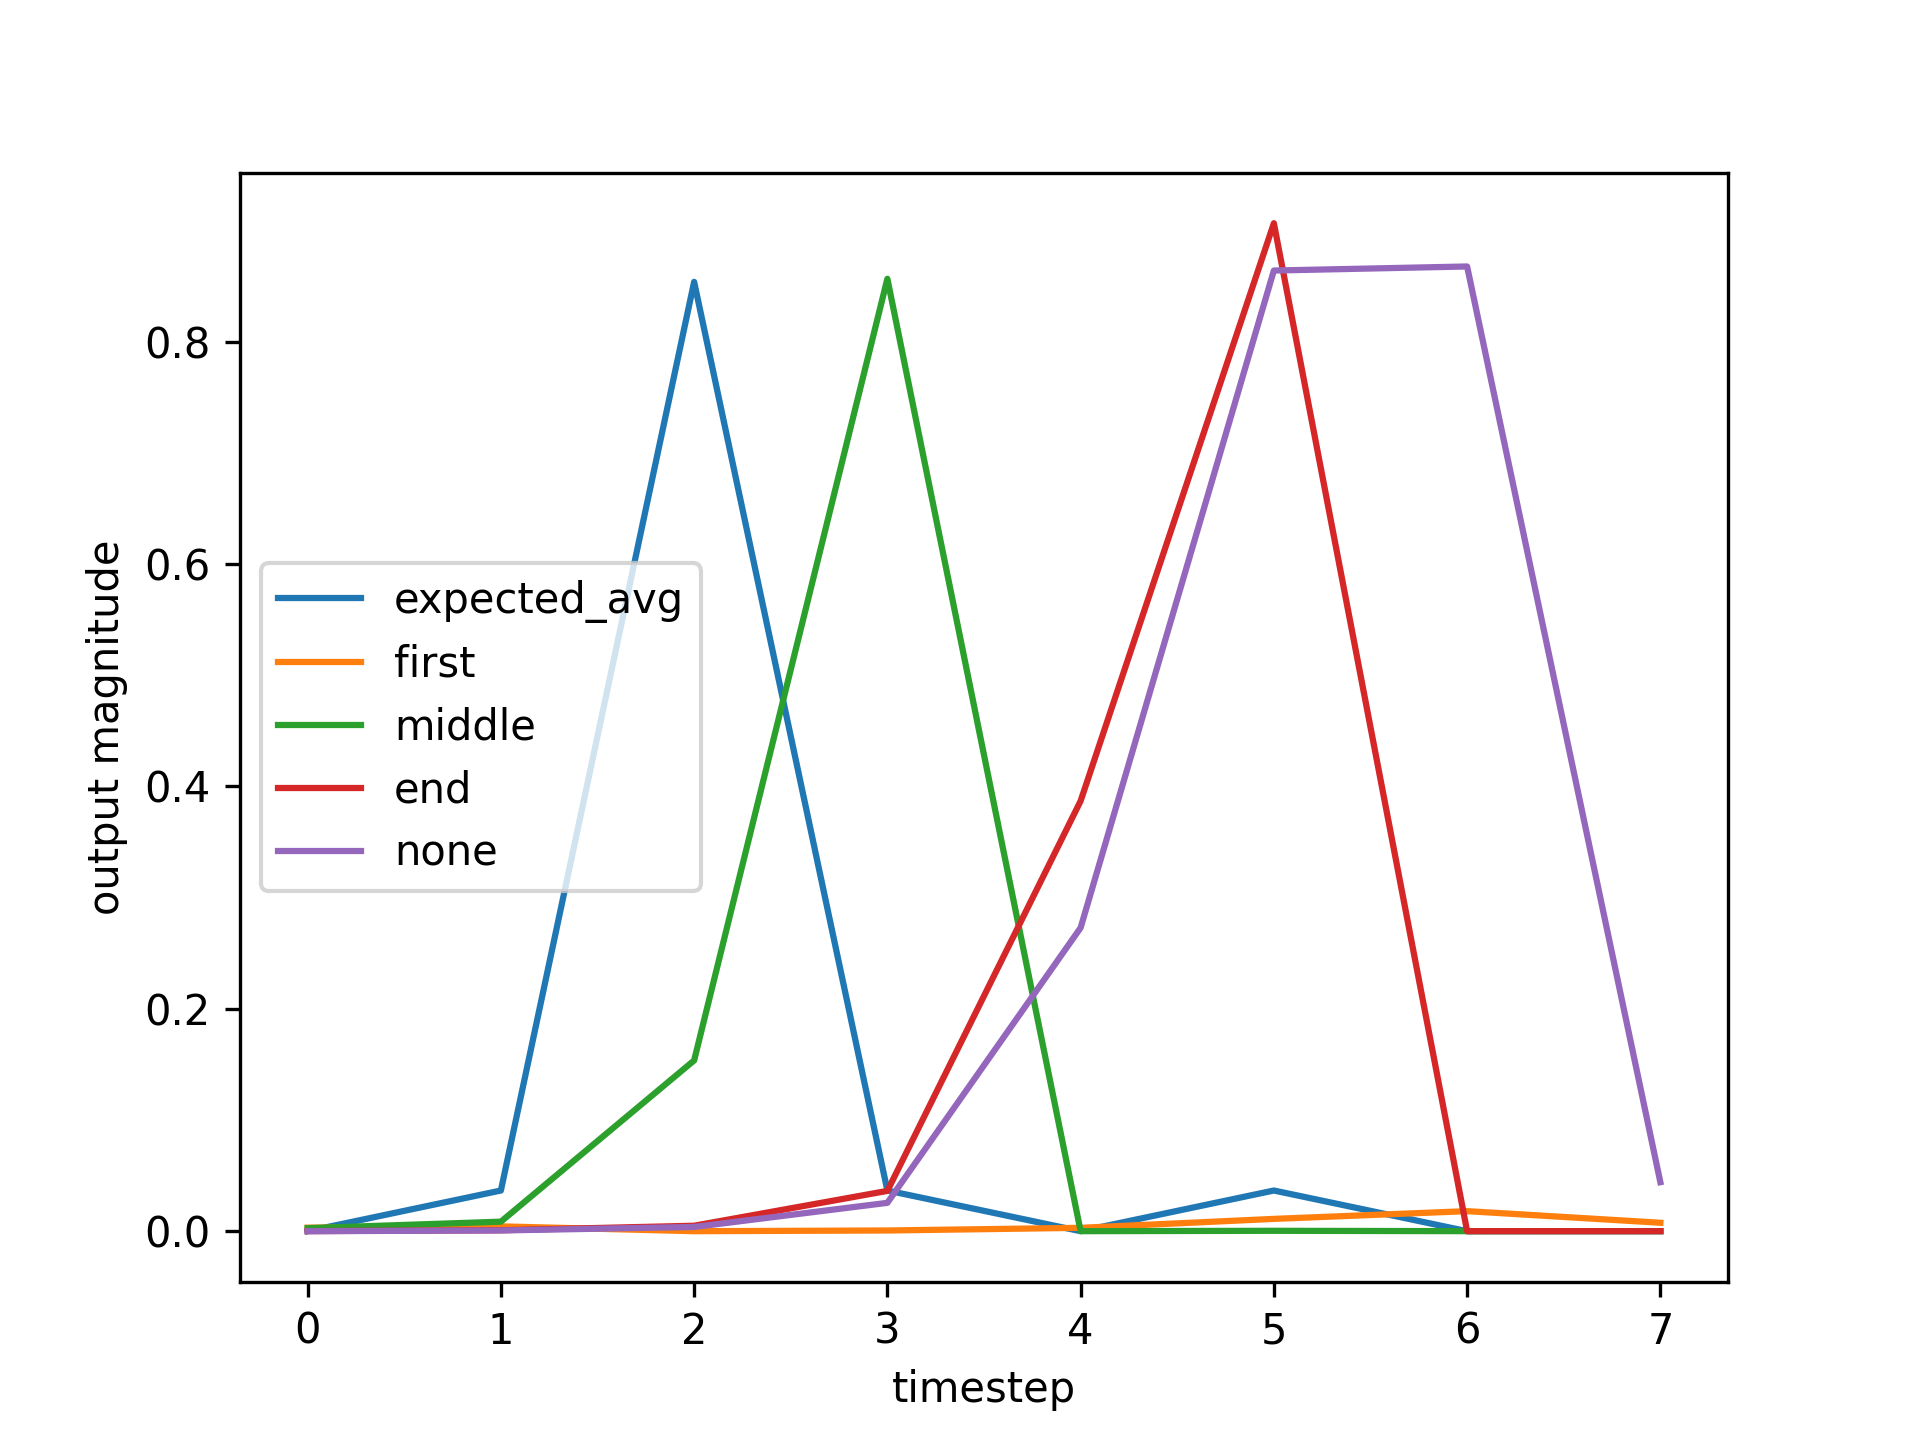 output magnitude
0.8
0.6
0.4
0.2
0.0
expected_avg
first
middle
end
none
0 1 2 3 4 5 6 7
timestep